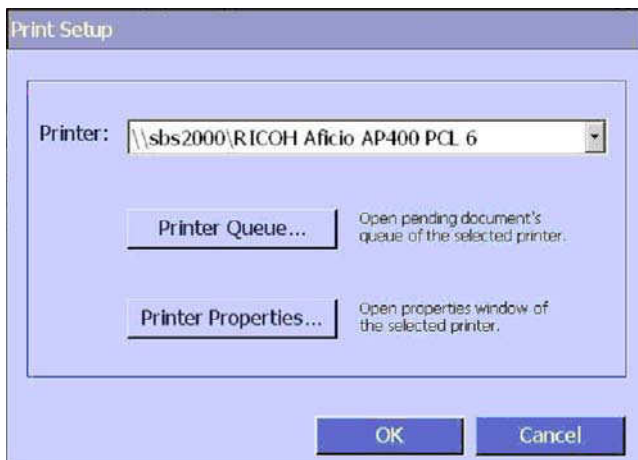 Print Setup
Printer: \\sbs2000\RICOH Aficio AP400 PCL 6
Printer Queue... Open pending document's
queue of the selected printer.
Printer Properties... Open properties window of
the selected printer.
OK Cancel